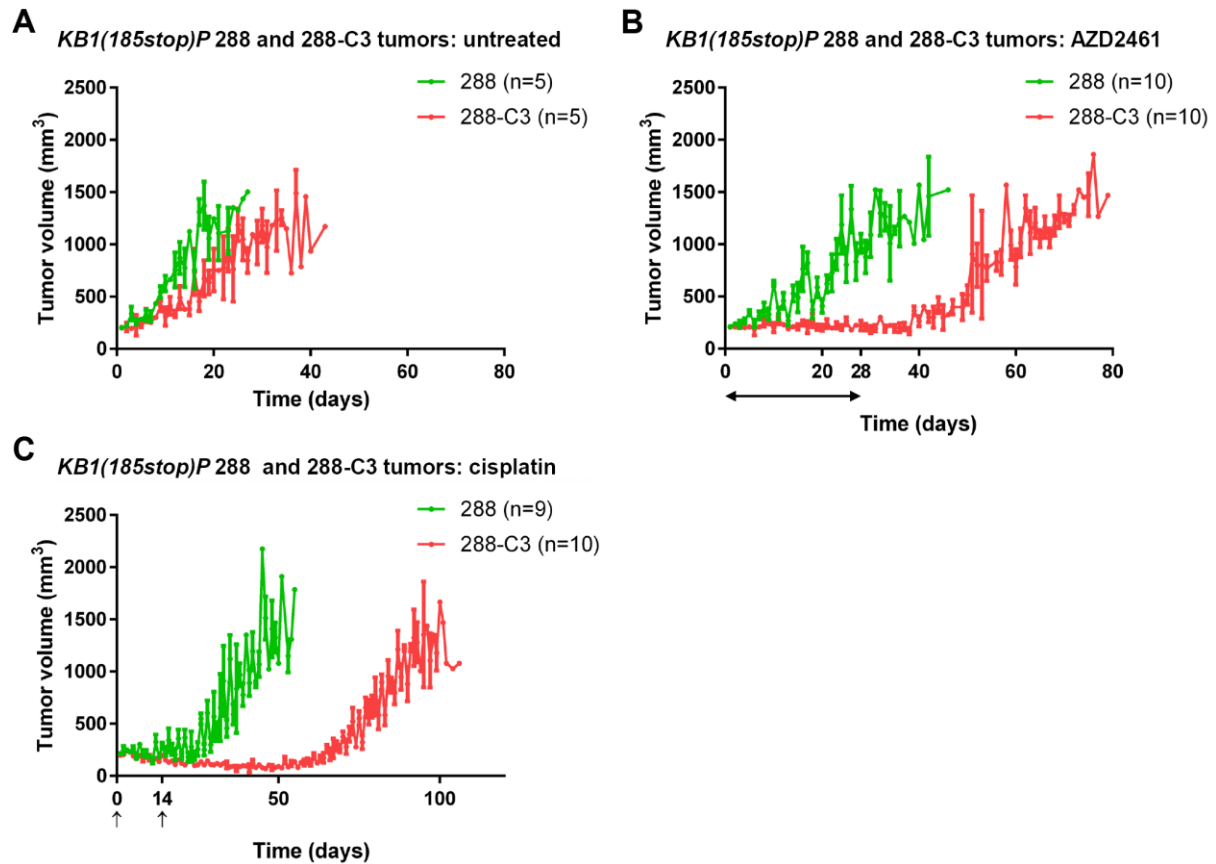 A
KB1(185stop)P 288 and 288-C3 tumors: untreated
288 (n=5)
288-C3 (n=5)
Tumor volume (mm³)
2500
2000
1500
1000
500
0
0 20 40 60 80
Time (days)
B
KB1(185stop)P 288 and 288-C3 tumors: AZD2461
288 (n=10)
288-C3 (n=10)
Tumor volume (mm³)
2500
2000
1500
1000
500
0
0 20 28 40 60 80
Time (days)
C
KB1(185stop)P 288 and 288-C3 tumors: cisplatin
288 (n=9)
288-C3 (n=10)
Tumor volume (mm³)
2500
2000
1500
1000
500
0
0 14 50 100
↑ ↑
Time (days)